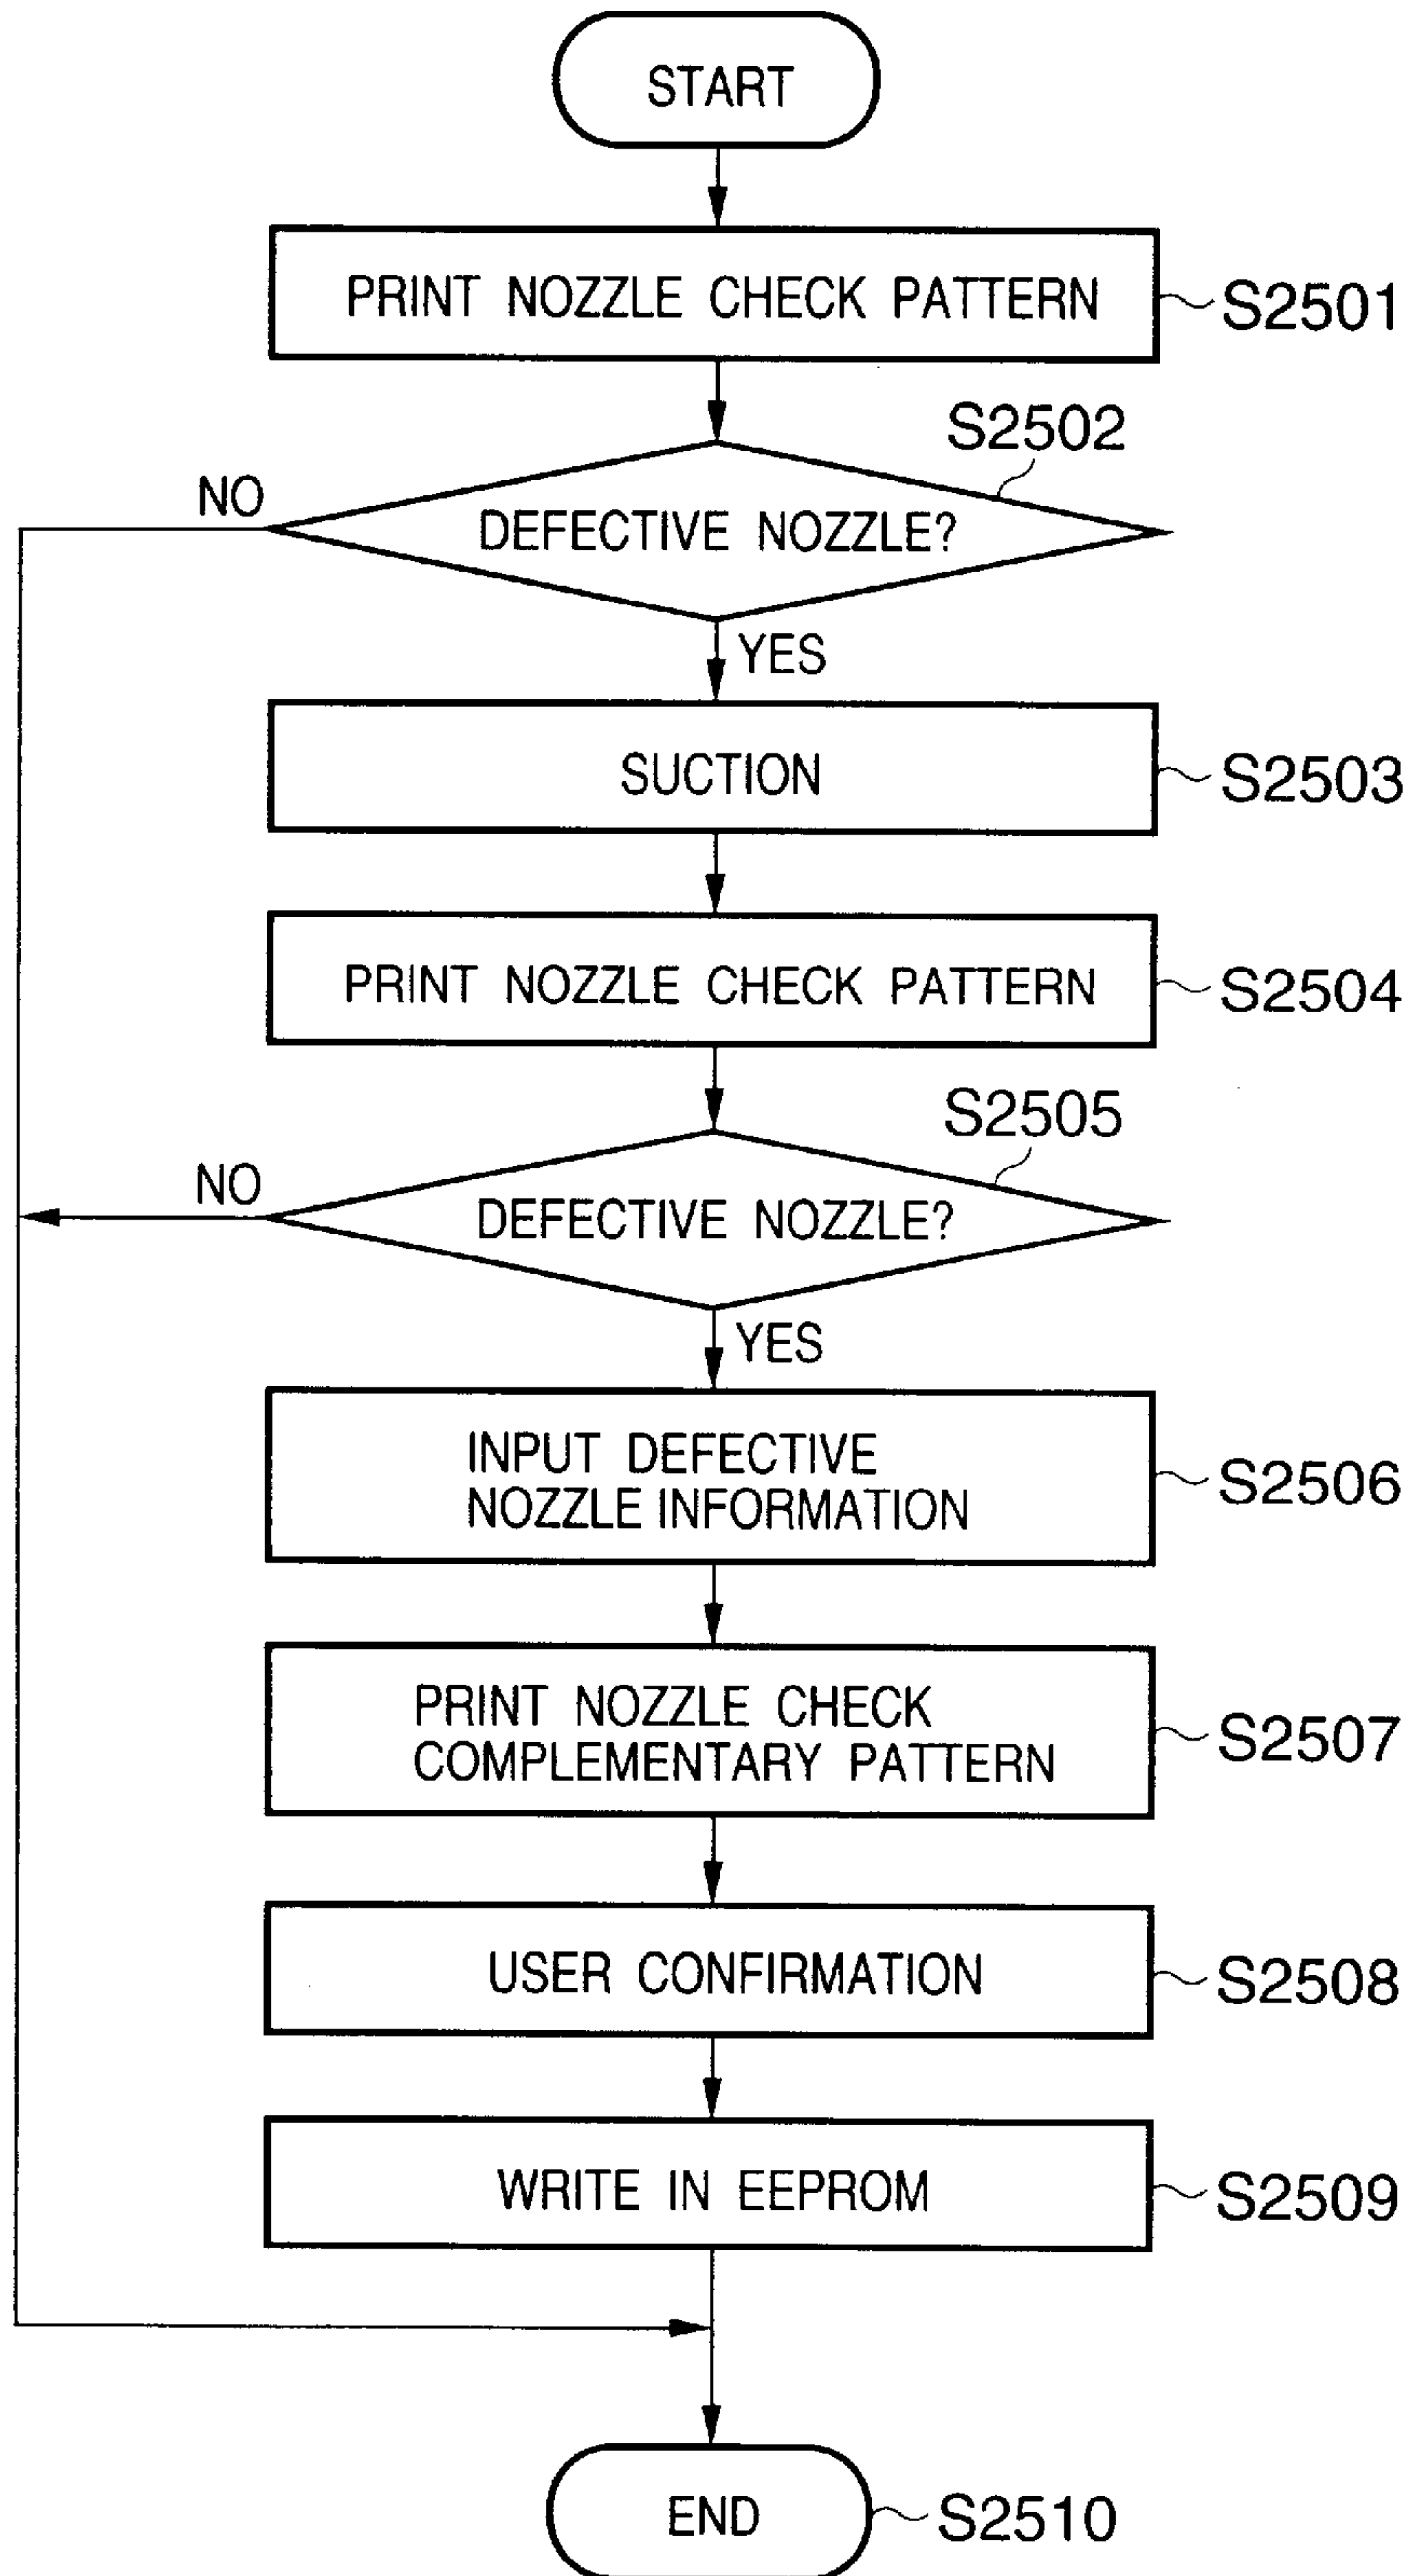 START
PRINT NOZZLE CHECK PATTERN
S2501
S2502
NO
DEFECTIVE NOZZLE?
YES
SUCTION
S2503
PRINT NOZZLE CHECK PATTERN
S2504
S2505
NO
DEFECTIVE NOZZLE?
YES
INPUT DEFECTIVE
NOZZLE INFORMATION
S2506
PRINT NOZZLE CHECK
COMPLEMENTARY PATTERN
S2507
USER CONFIRMATION
S2508
WRITE IN EEPROM
S2509
END
S2510